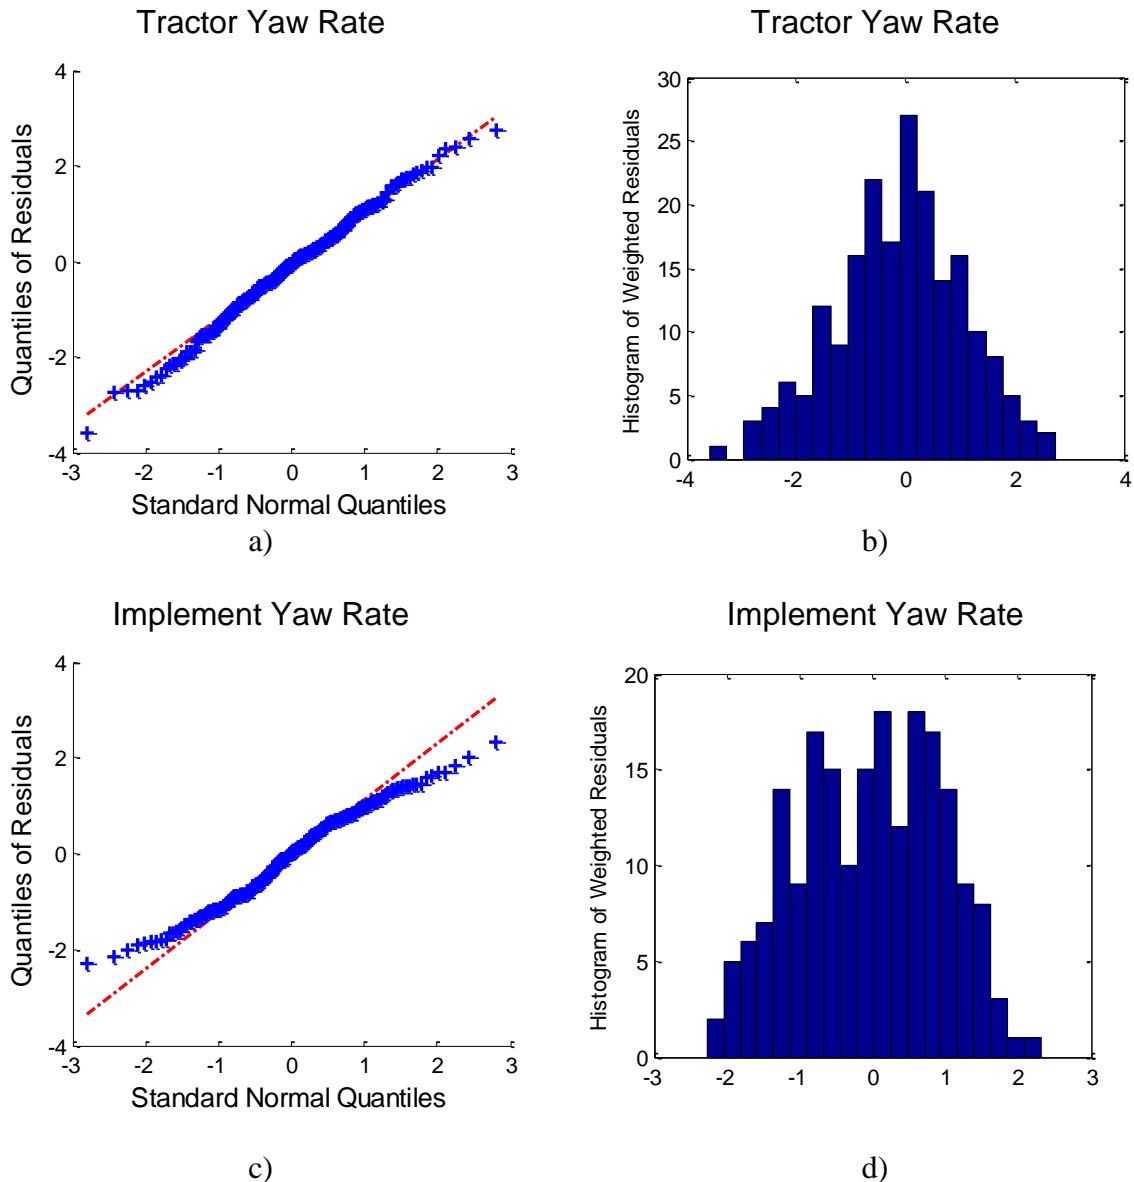 Tractor Yaw Rate
Quantiles of Residuals
4
2
0
-2
-4
-3 -2 -1 0 1 2 3
Standard Normal Quantiles
a)
Tractor Yaw Rate
Histogram of Weighted Residuals
30
25
20
15
10
5
0
-4 -2 0 2 4
b)
Implement Yaw Rate
Quantiles of Residuals
4
2
0
-2
-4
-3 -2 -1 0 1 2 3
Standard Normal Quantiles
c)
Implement Yaw Rate
Histogram of Weighted Residuals
20
15
10
5
0
-3 -2 -1 0 1 2 3
d)